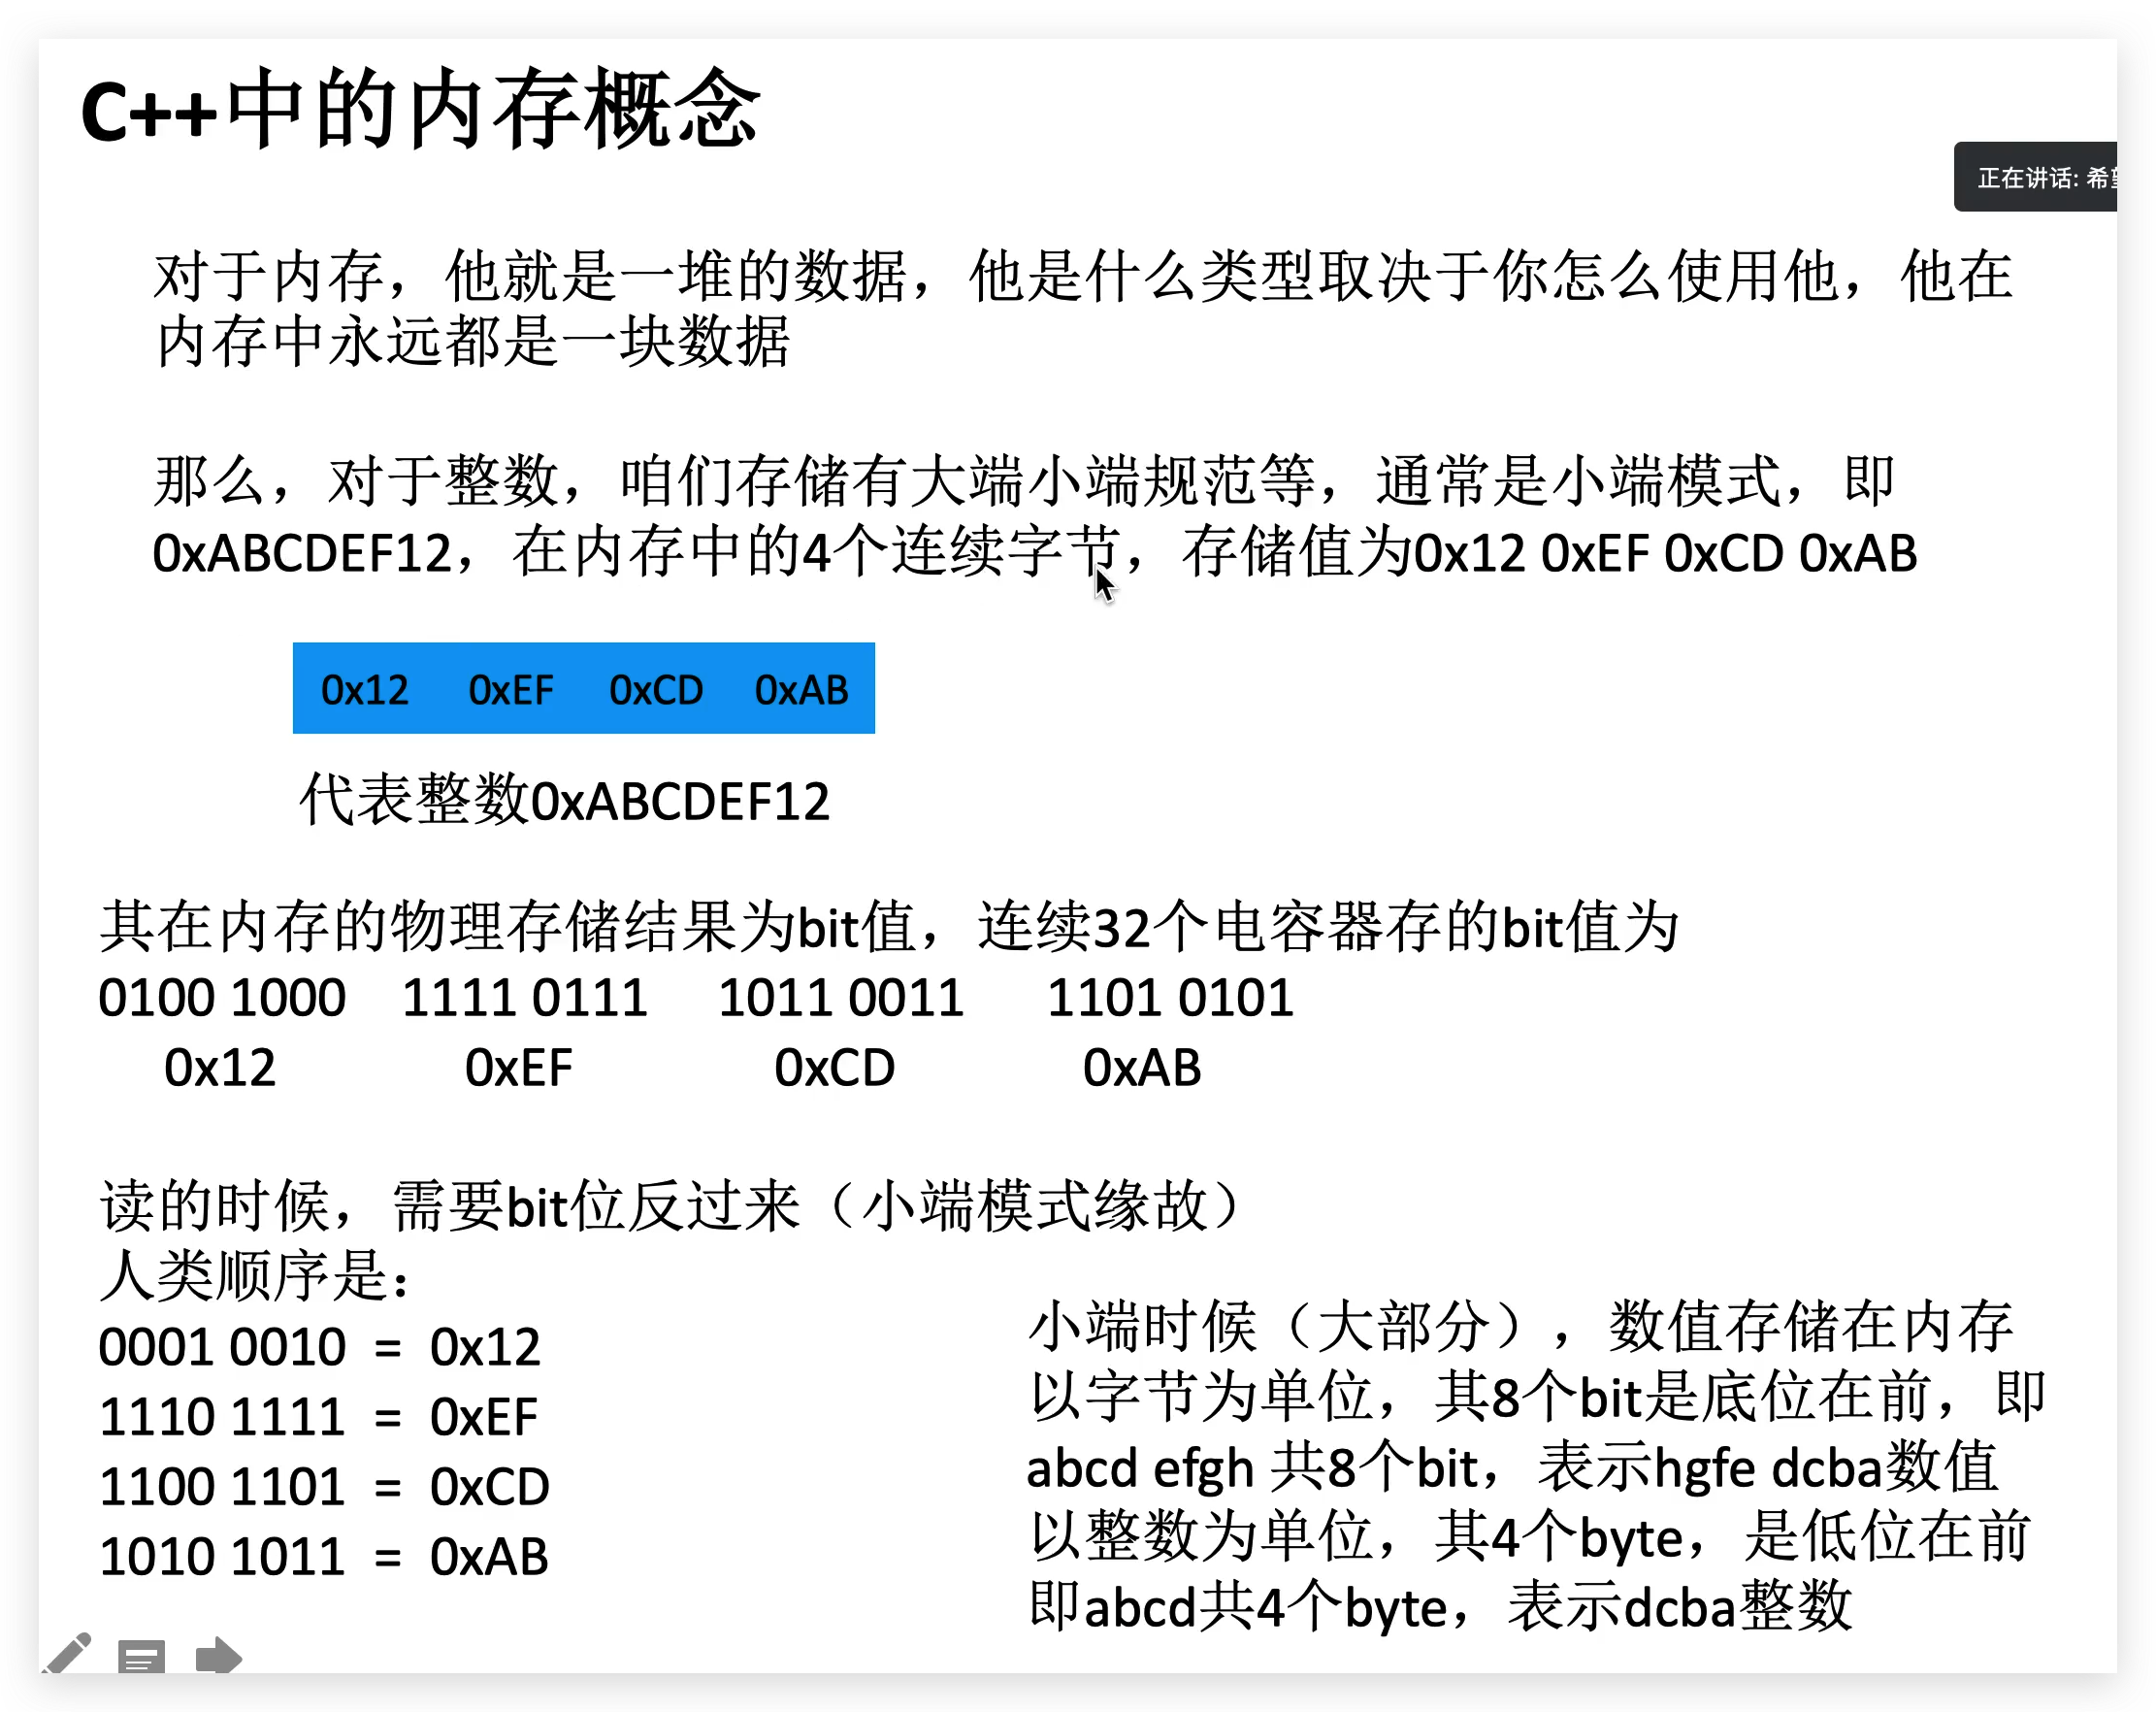 C++中的内存概念
正在讲话: 希
对于内存，他就是一堆的数据，他是什么类型取决于你怎么使用他，他在
内存中永远都是一块数据
那么，对于整数，咱们存储有大端小端规范等，通常是小端模式，即
0xABCDEF12，在内存中的4个连续字节，存储值为0x12 0xEF 0xCD 0xAB
0x12 0xEF 0xCD 0xAB
代表整数0xABCDEF12
其在内存的物理存储结果为bit值，连续32个电容器存的bit值为
0100 1000 1111 0111 1011 0011 1101 0101
0x12 0xEF 0xCD 0xAB
读的时候，需要bit位反过来（小端模式缘故）
人类顺序是：
0001 0010 = 0x12
1110 1111 = 0xEF
1100 1101 = 0xCD
1010 1011 = 0xAB
小端时候（大部分），数值存储在内存
以字节为单位，其8个bit是底位在前，即
abcd efgh 共8个bit，表示hgfe dcba数值
以整数为单位，其4个byte，是低位在前
即abcd共4个byte，表示dcba整数